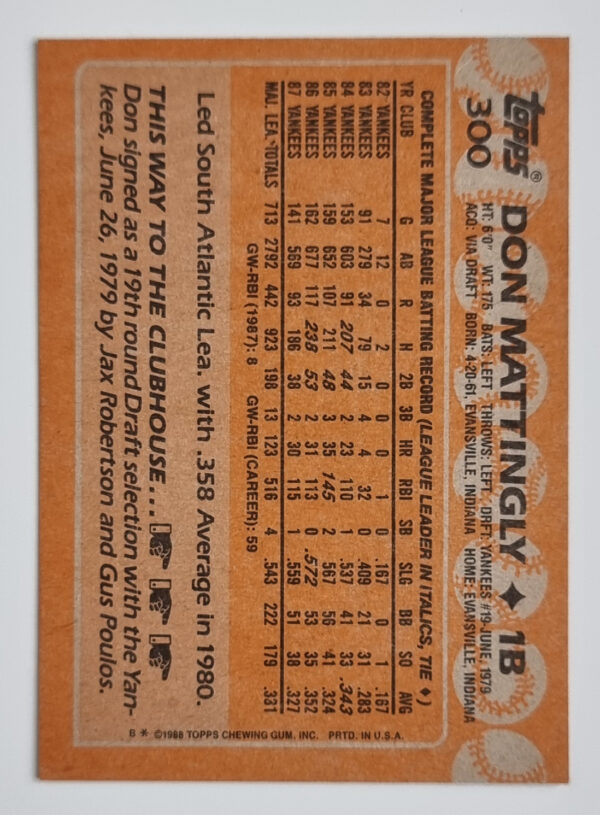 Topps® DON MATTINGLY ♦ 1B
300
HT: 6'0" WT: 175 BATS: LEFT THROWS: LEFT DRAFT: YANKEES #19-JUNE, 1979
ACQ: VIA DRAFT BORN: 4-20-61, EVANSVILLE, INDIANA HOME: EVANSVILLE, INDIANA
COMPLETE MAJOR LEAGUE BATTING RECORD (LEAGUE LEADER IN ITALICS, TIE ♦)
YR CLUB G AB R H 2B 3B HR RBI SB SLG BB SO AVG
82 YANKEES 7 12 0 2 0 0 0 1 0 .167 0 1 .167
83 YANKEES 91 279 34 79 15 4 4 32 0 .409 21 31 .283
84 YANKEES 153 603 91 207 44 2 23 110 1 .537 41 33 .343
85 YANKEES 159 652 107 211 48 3 35 145 2 .567 56 41 .324
86 YANKEES 162 677 117 238 53 2 31 113 0 .572 53 35 .352
87 YANKEES 141 569 93 186 38 2 30 115 1 .559 51 38 .327
MAJ. LEA. TOTALS 713 2792 442 923 198 13 123 516 4 .543 222 179 .331
GW-RBI (1987): 8 GW-RBI (CAREER): 59
Led South Atlantic Lea. with .358 Average in 1980.
THIS WAY TO THE CLUBHOUSE...
Don signed as a 19th round Draft selection with the Yan-
kees, June 26, 1979 by Jax Robertson and Gus Poulos.
B * ©1988 TOPPS CHEWING GUM, INC. PRTD. IN U.S.A.